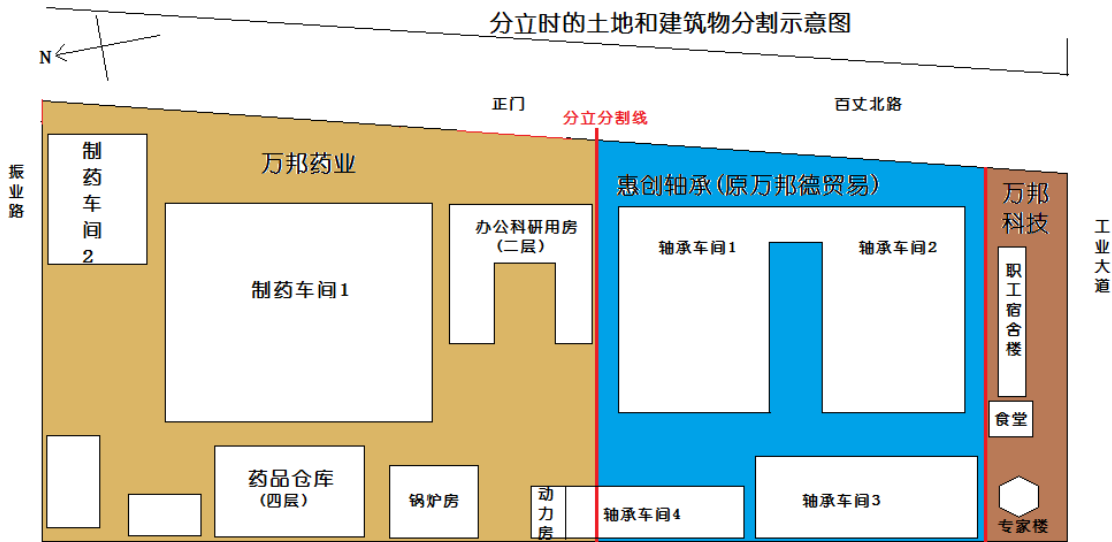 分立时的土地和建筑物分割示意图
N
正门
百丈北路
分立分割线
振业路
制药车间2
万邦药业
惠创轴承(原万邦德贸易)
万邦科技
工业大道
办公科研用房
(二层)
轴承车间1
轴承车间2
制药车间1
职工宿舍楼
食堂
药品仓库
(四层)
锅炉房
动力房
轴承车间4
轴承车间3
专家楼